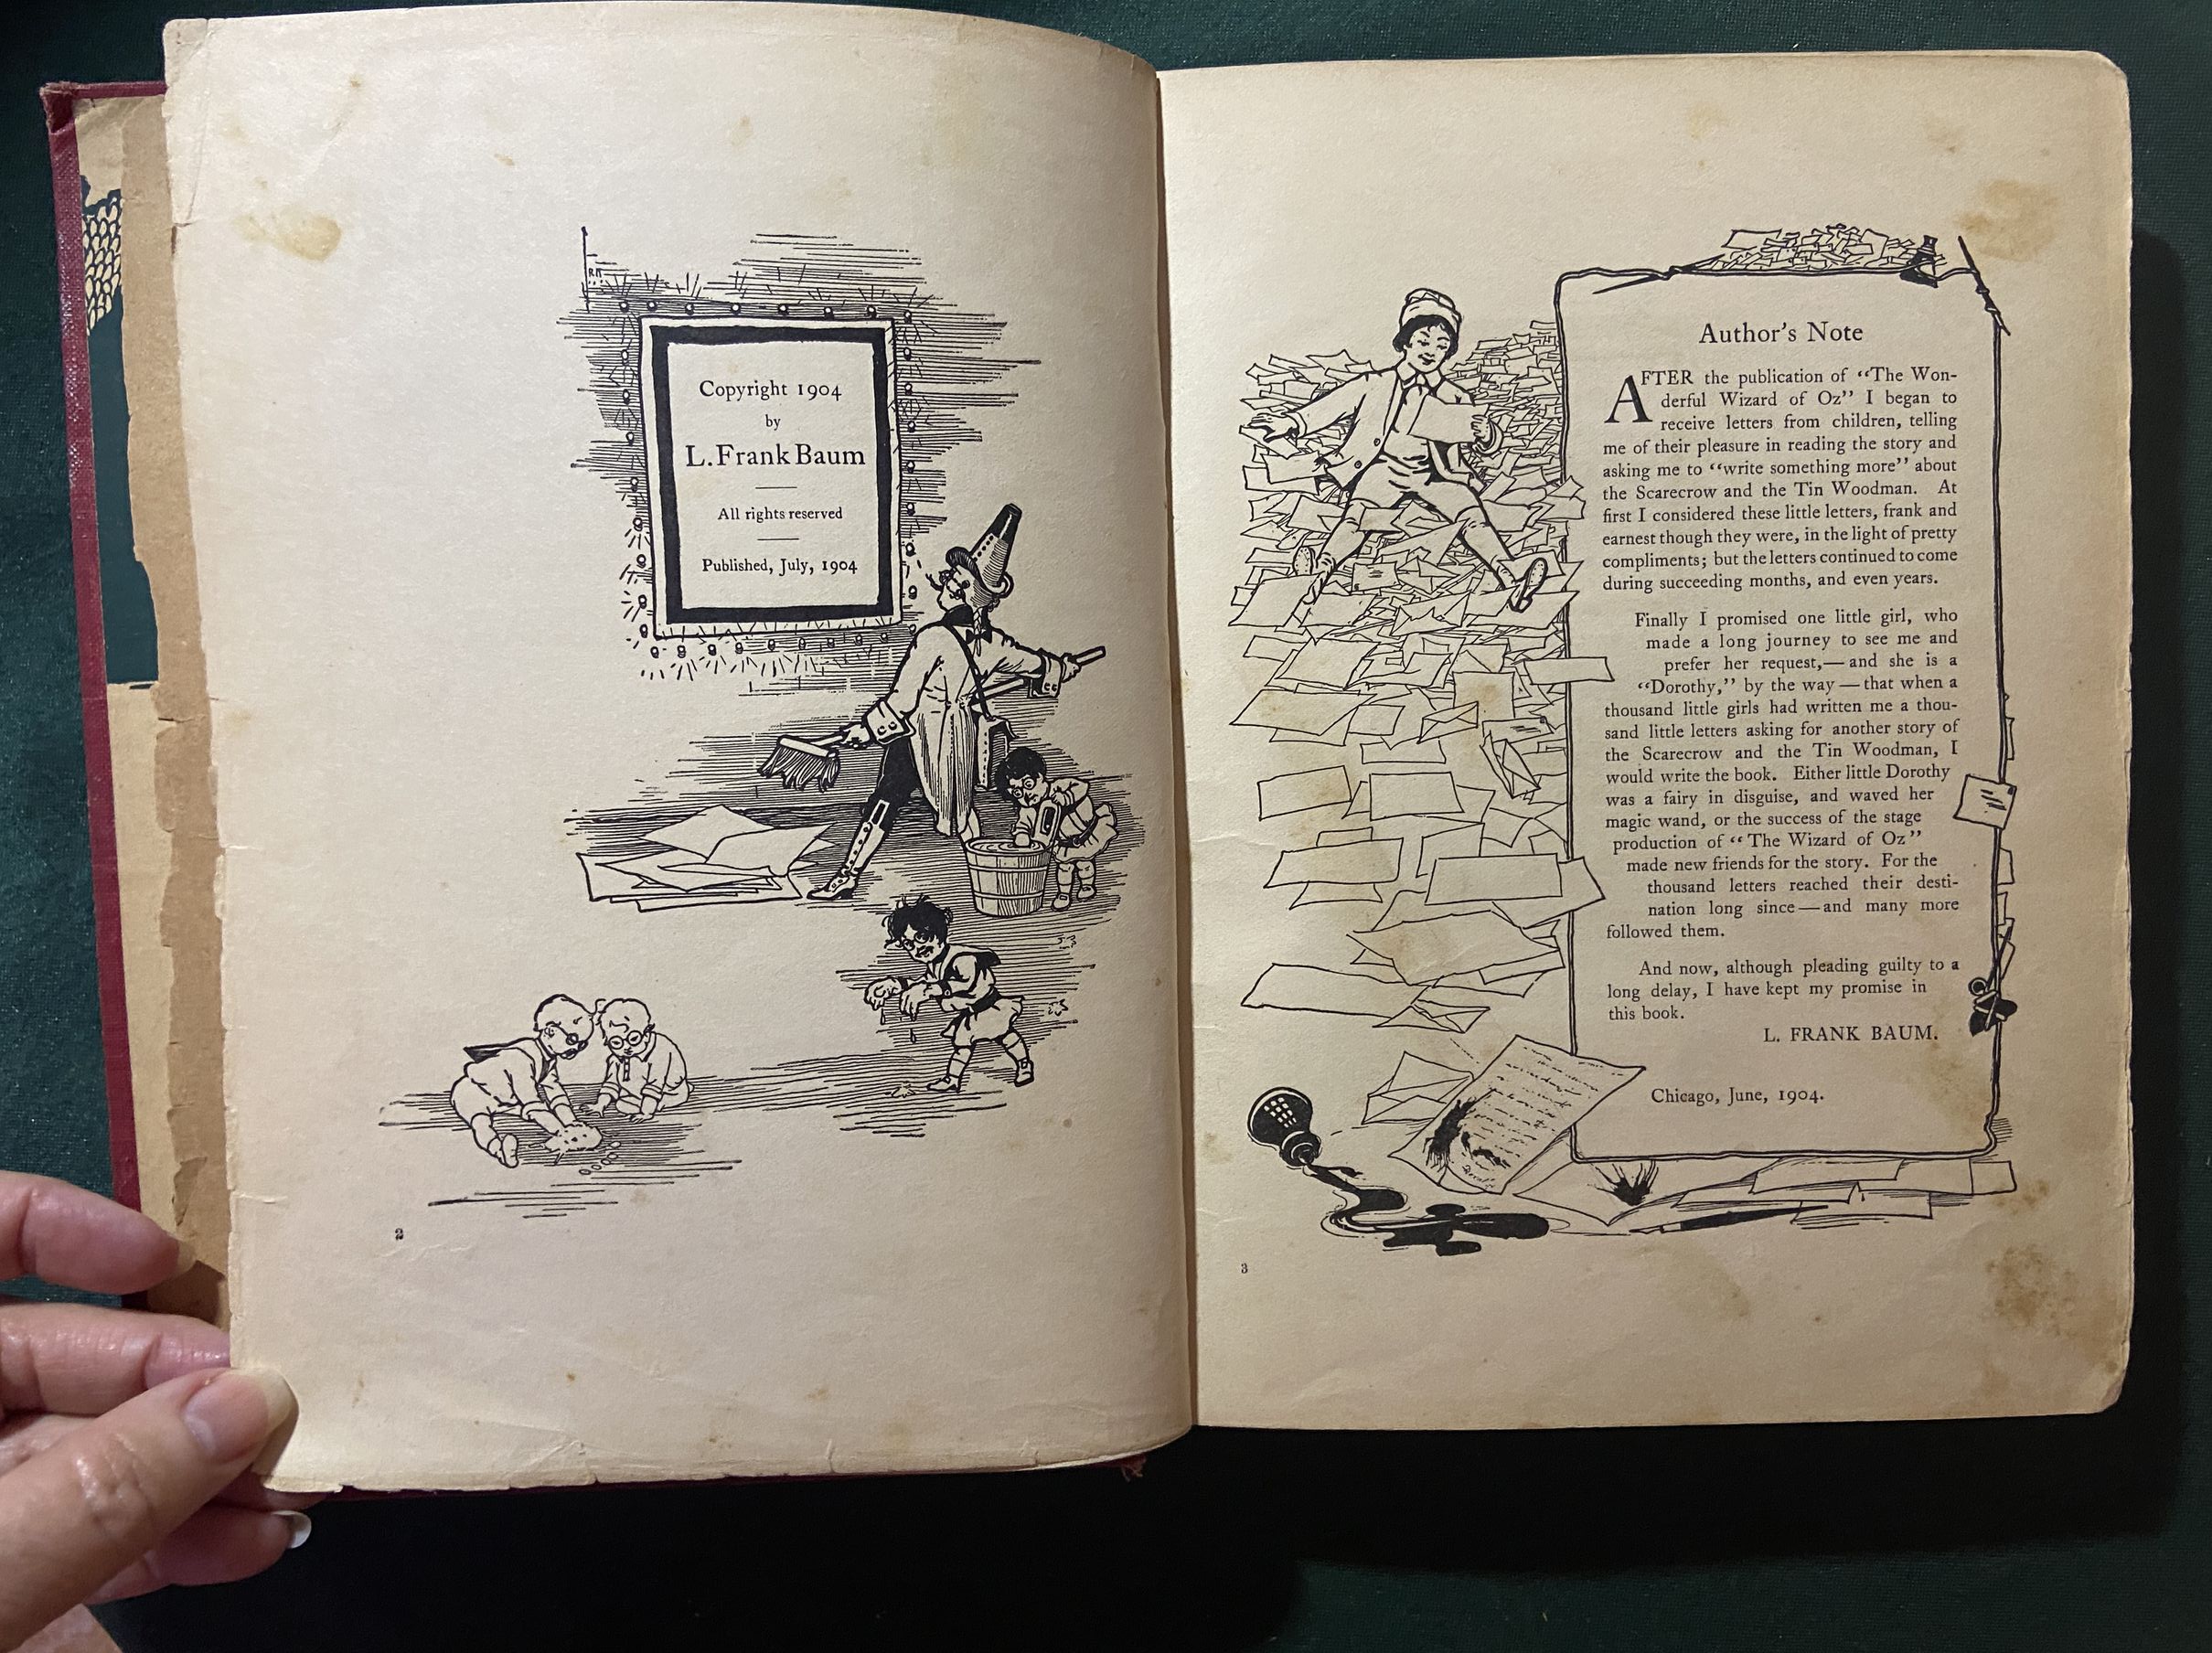 RN
Copyright 1904
by
L. Frank Baum
All rights reserved
Published, July, 1904
2
Author's Note
AFTER the publication of “The Won-
derful Wizard of Oz” I began to
receive letters from children, telling
me of their pleasure in reading the story and
asking me to “write something more” about
the Scarecrow and the Tin Woodman. At
first I considered these little letters, frank and
earnest though they were, in the light of pretty
compliments; but the letters continued to come
during succeeding months, and even years.
Finally I promised one little girl, who
made a long journey to see me and
prefer her request,—and she is a
“Dorothy,” by the way—that when a
thousand little girls had written me a thou-
sand little letters asking for another story of
the Scarecrow and the Tin Woodman, I
would write the book. Either little Dorothy
was a fairy in disguise, and waved her
magic wand, or the success of the stage
production of “The Wizard of Oz”
made new friends for the story. For the
thousand letters reached their desti-
nation long since—and many more
followed them.
And now, although pleading guilty to a
long delay, I have kept my promise in
this book.
L. FRANK BAUM.
Chicago, June, 1904.
3